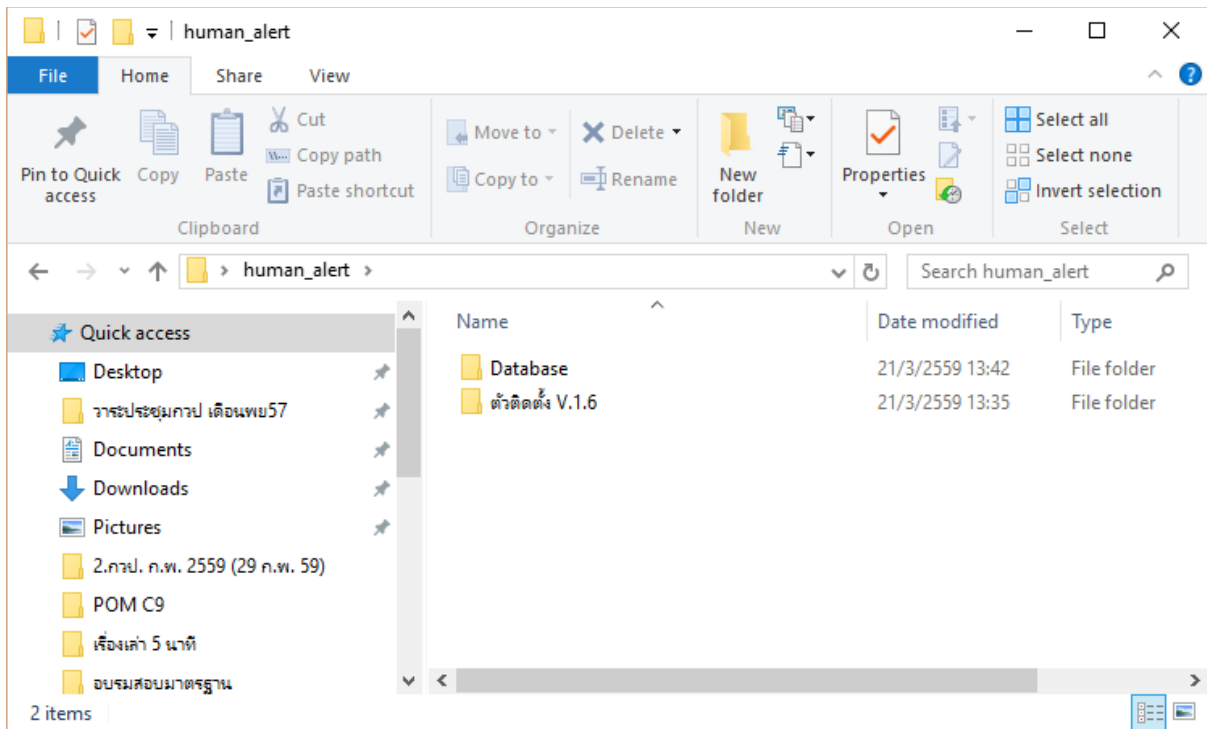 human_alert
File Home Share View
Pin to Quick access
Copy
Paste
Cut
Copy path
Paste shortcut
Clipboard
Move to
Copy to
Delete
Rename
Organize
New folder
New
Properties
Open
Select all
Select none
Invert selection
Select
human_alert
Search human_alert
Quick access
Desktop
วาระประชุมกวป เดือนพย57
Documents
Downloads
Pictures
2.กวป. ก.พ. 2559 (29 ก.พ. 59)
POM C9
เรื่องเล่า 5 นาที
อบรมสอบมาตรฐาน
Name Date modified Type
Database 21/3/2559 13:42 File folder
ตัวติดตั้ง V.1.6 21/3/2559 13:35 File folder
2 items